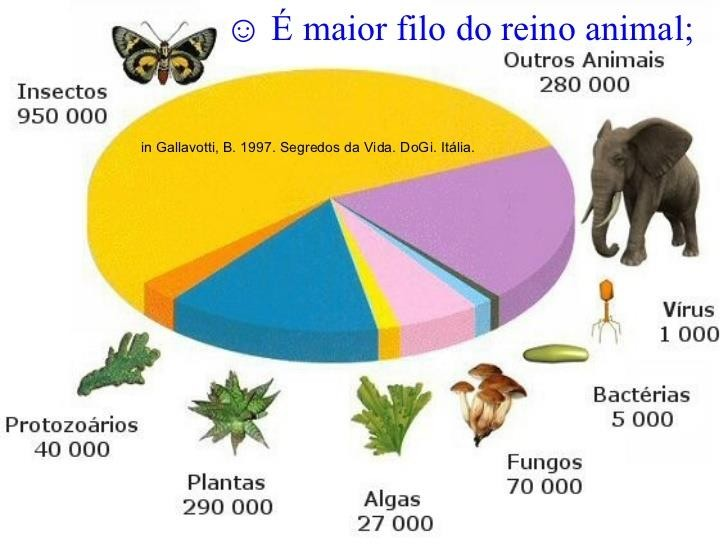 ☺ É maior filo do reino animal;
Outros Animais
280 000
Insectos
950 000
in Gallavotti, B. 1997. Segredos da Vida. DoGi. Itália.
Vírus
1 000
Bactérias
5 000
Protozoários
40 000
Fungos
70 000
Plantas
290 000
Algas
27 000